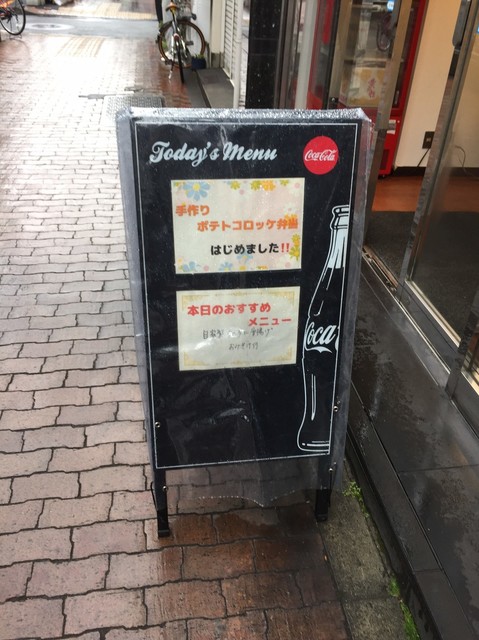 Today's Menu
Coca-Cola
手作り
ポテトコロッケ弁当
はじめました!!
本日のおすすめ
メニュー
Coca